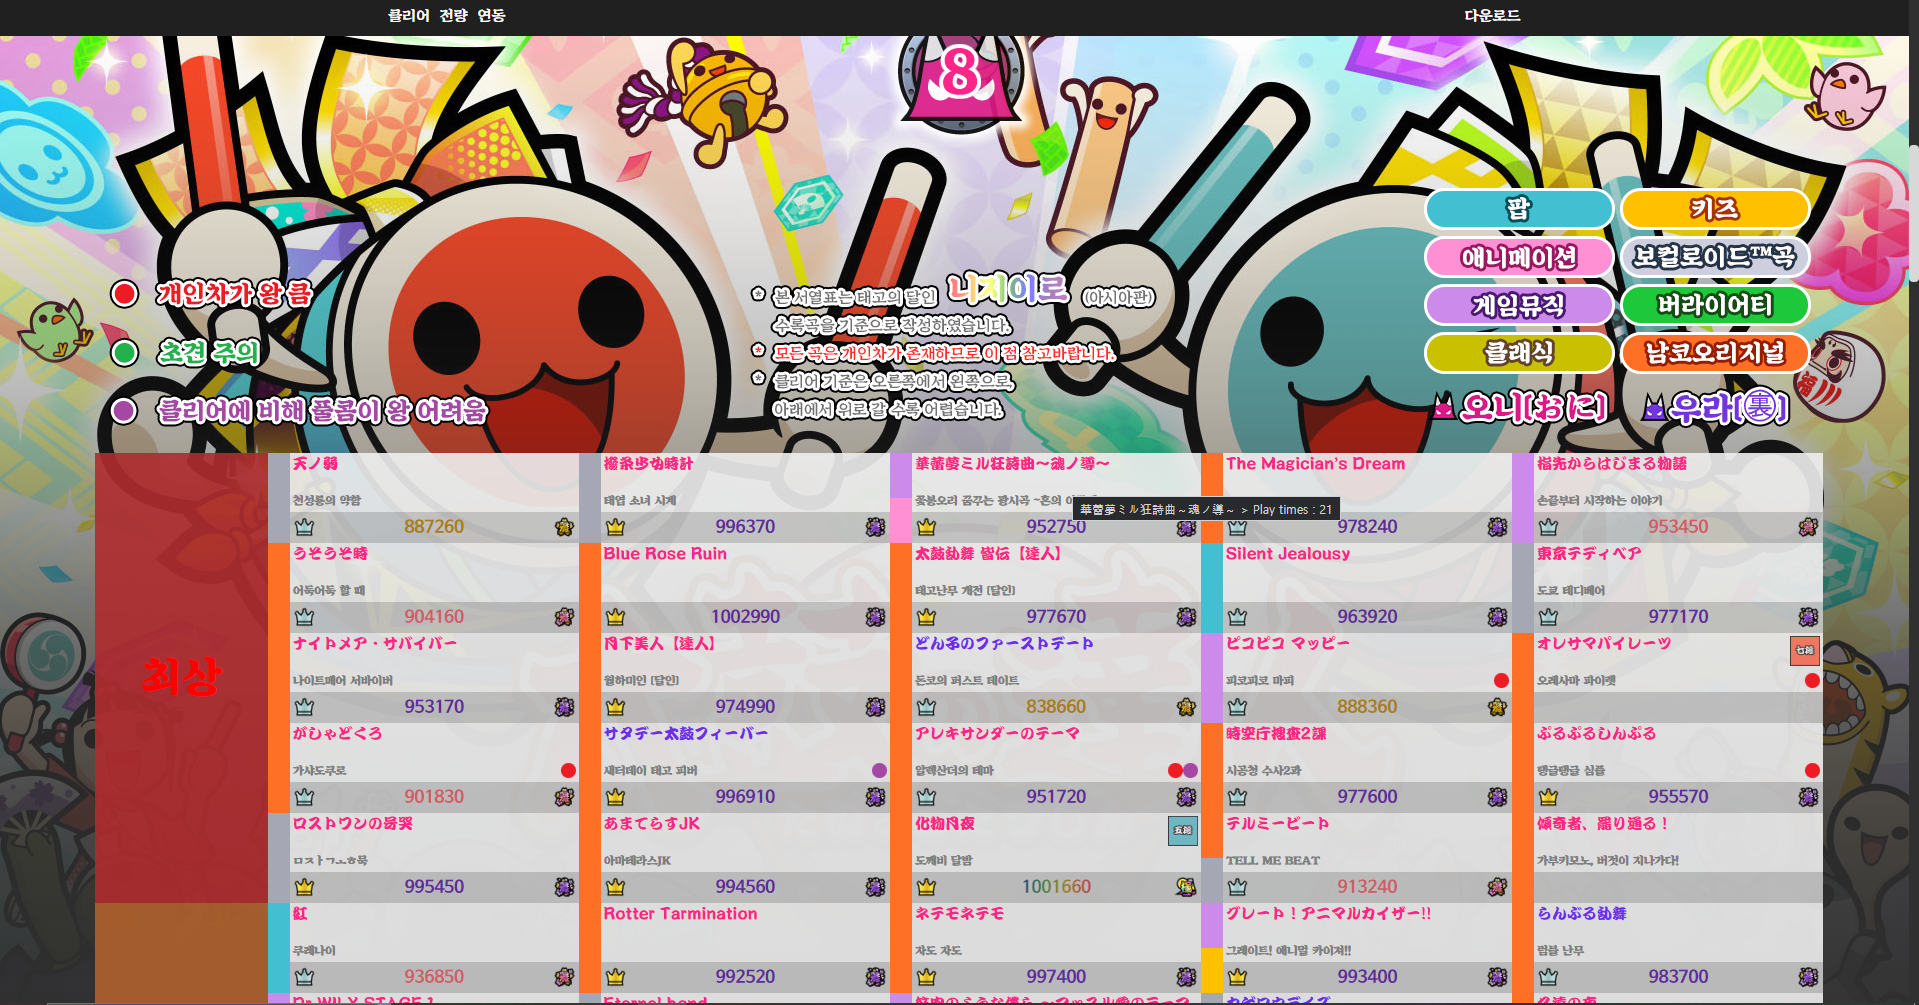 클리어 전량 연동
다운로드
8
팝
키즈
애니메이션
보컬로이드™곡
게임뮤직
버라이어티
클래식
남코오리지널
오니[おに]
우라[裏]
福
개인차가 왕 큼
초견 주의
클리어에 비해 풀콤이 왕 어려움
* 본 서열표는 태고의 달인 니지이로 (아시아판)
수록곡을 기준으로 작성하였습니다.
* 모든 곡은 개인차가 존재하므로 이 점 참고바랍니다.
* 클리어 기준은 오른쪽에서 왼쪽으로,
아래에서 위로 갈 수록 어렵습니다.
최상
天ノ弱
천성룡의 약함
887260
撥条少女時計
태엽 소녀 시계
996370
華蕾夢ミル狂詩曲～魂ノ導～
꽃봉오리 꿈꾸는 광시곡 ~혼의
952750
華蕾夢ミル狂詩曲～魂ノ導～ > Play times : 21
The Magician's Dream
978240
指先からはじまる物語
손끝부터 시작하는 이야기
953450
うそうそ時
어둑어둑 할 때
904160
Blue Rose Ruin
1002990
太鼓乱舞 皆伝【達人】
태고난무 개전 [달인]
977670
Silent Jealousy
963920
東京テディベア
도쿄 테디베어
977170
ナイトメア・サバイバー
나이트메어 서바이버
953170
月下美人【達人】
월하미인 [달인]
974990
どん子のファーストデート
돈코의 퍼스트 데이트
838660
ピコピコ マッピー
피코피코 마피
888360
オレサマパイレーツ
七段
오레사마 파이렛
がしゃどくろ
가샤도쿠로
901830
サタデー太鼓フィーバー
새터데이 태고 피버
996910
アレキサンダーのテーマ
알렉산더의 테마
951720
時空庁捜査2課
시공청 수사2과
977600
ぷるぷるしんぷる
탱글탱글 심플
955570
ロストワンの号哭
995450
あまてらすJK
아마테라스JK
994560
化物月夜
五段
도깨비 달밤
1001660
テルミービート
TELL ME BEAT
913240
傾奇者、罷り通る！
가부키모노, 버젓이 지나가다!
紅
쿠레나이
936850
Rotter Tarmination
992520
ネテモネテモ
자도 자도
997400
グレート！アニマルカイザー!!
그레이트! 애니멀 카이저!!
993400
らんぶる乱舞
럼블 난무
983700
Dr.WILY STAGE 1
Eternal bond
カゲロウデイズ